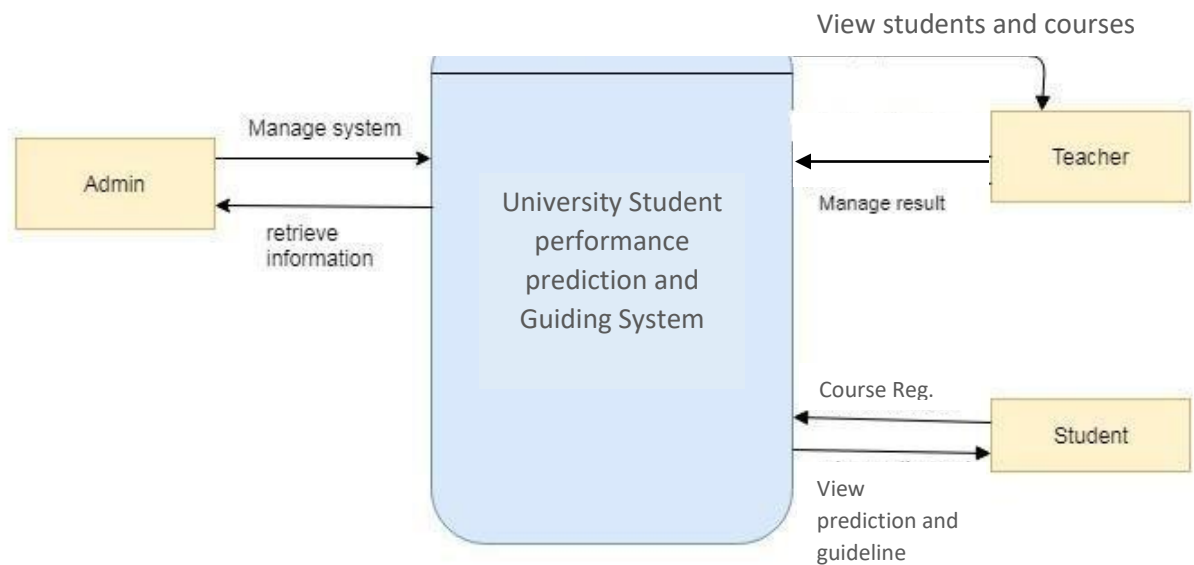 View students and courses
Manage system
Admin
retrieve
information
University Student
performance
prediction and
Guiding System
Teacher
Manage result
Course Reg.
Student
View
prediction and
guideline